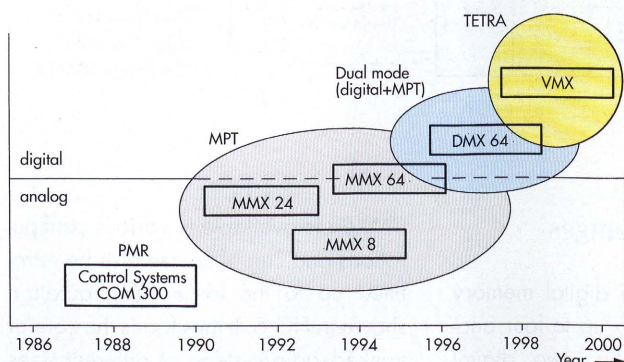 TETRA
VMX
Dual mode
(digital+MPT)
DMX 64
MPT
digital
MMX 64
analog
MMX 24
MMX 8
PMR
Control Systems
COM 300
1986 1988 1990 1992 1994 1996 1998 2000
Year